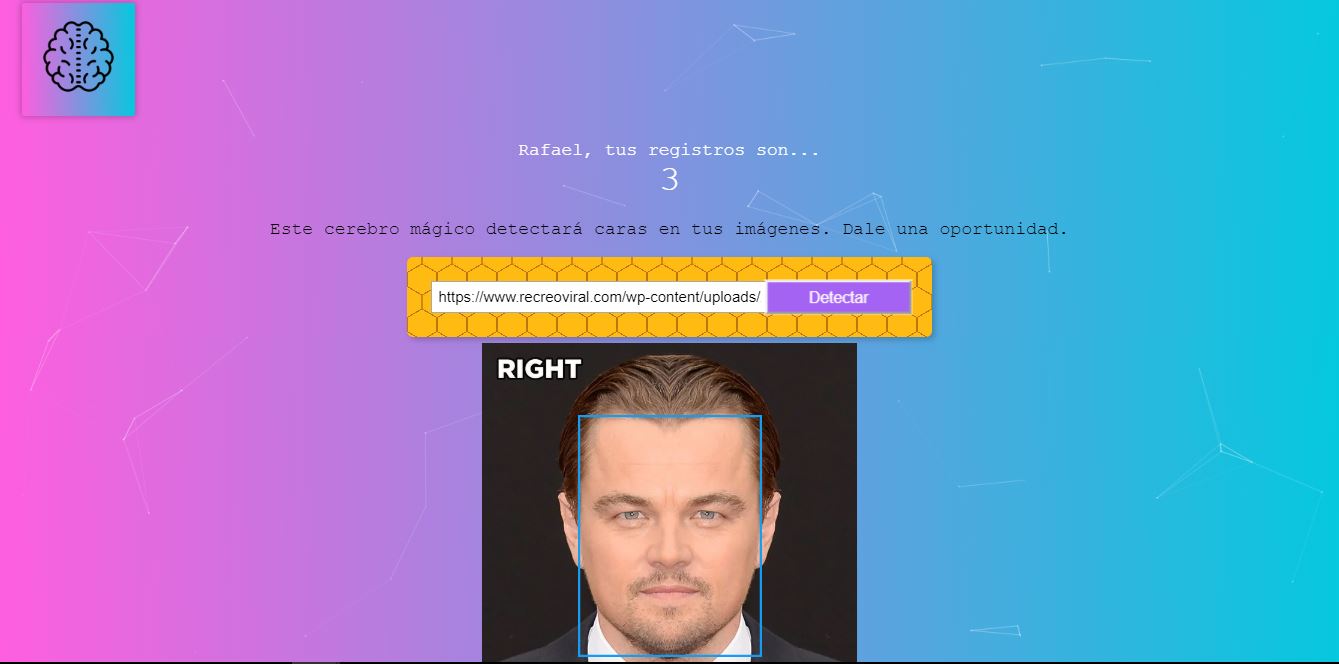 Rafael, tus registros son...
3
Este cerebro mágico detectará caras en tus imágenes. Dale una oportunidad.
https://www.recreoviral.com/wp-content/uploads/ Detectar
RIGHT